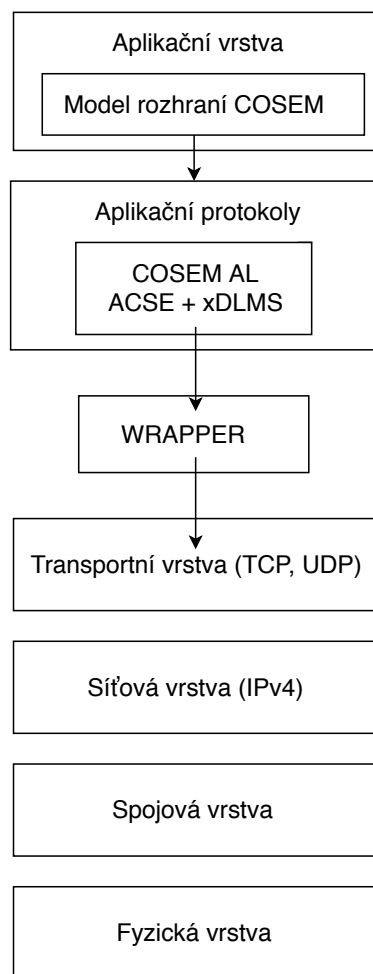 Aplikační vrstva
Model rozhraní COSEM
Aplikační protokoly
COSEM AL
ACSE + xDLMS
WRAPPER
Transportní vrstva (TCP, UDP)
Síťová vrstva (IPv4)
Spojová vrstva
Fyzická vrstva